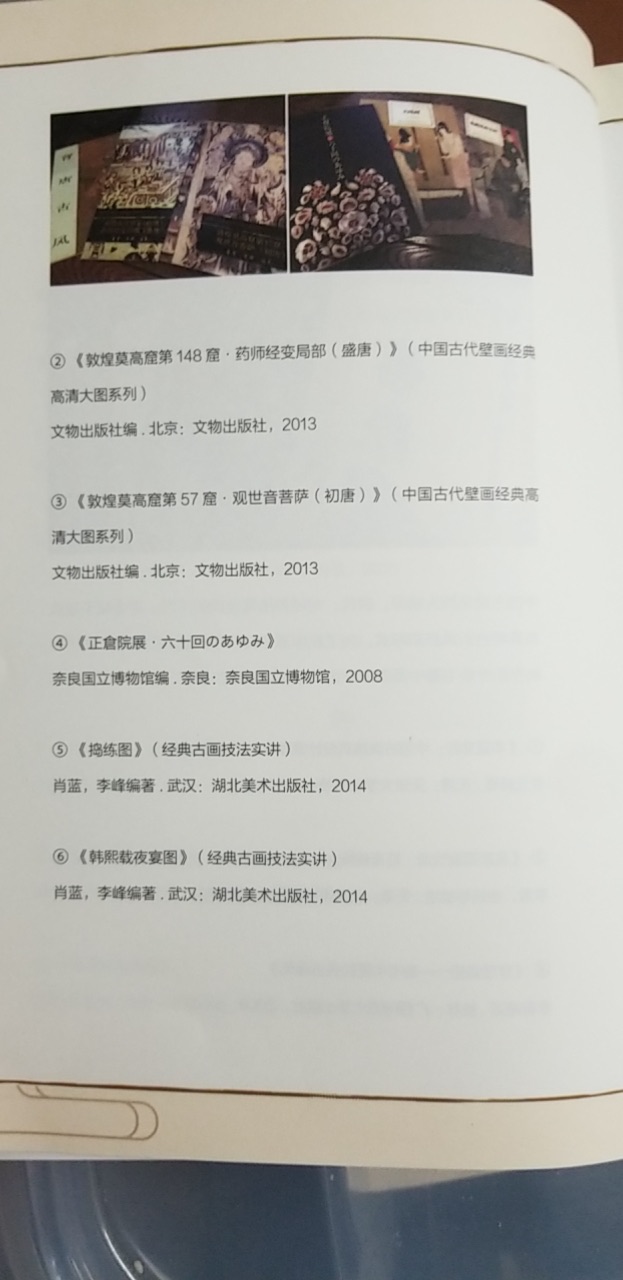 ②《敦煌莫高窟第 148 窟 · 药师经变局部（盛唐）》（中国古代壁画经典
高清大图系列）
文物出版社编 . 北京：文物出版社，2013
③《敦煌莫高窟第 57 窟 · 观世音菩萨（初唐）》（中国古代壁画经典高
清大图系列）
文物出版社编 . 北京：文物出版社，2013
④《正倉院展 · 六十回のあゆみ》
奈良国立博物馆编 . 奈良：奈良国立博物馆，2008
⑤《捣练图》（经典古画技法实讲）
肖蓝，李峰编著 . 武汉：湖北美术出版社，2014
⑥《韩熙载夜宴图》（经典古画技法实讲）
肖蓝，李峰编著 . 武汉：湖北美术出版社，2014